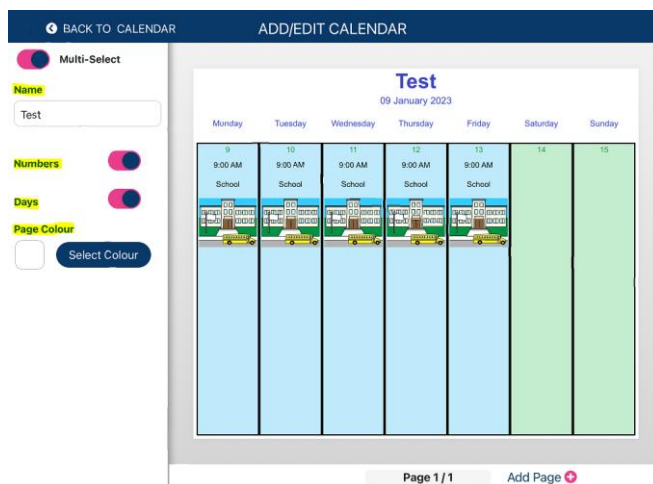 BACK TO CALENDAR
ADD/EDIT CALENDAR
Multi-Select
Name
Test
Numbers
Days
Page Colour
Select Colour
Test
09 January 2023
Monday Tuesday Wednesday Thursday Friday Saturday Sunday
9 10 11 12 13 14 15
9:00 AM 9:00 AM 9:00 AM 9:00 AM 9:00 AM
School School School School School
Page 1 / 1
Add Page